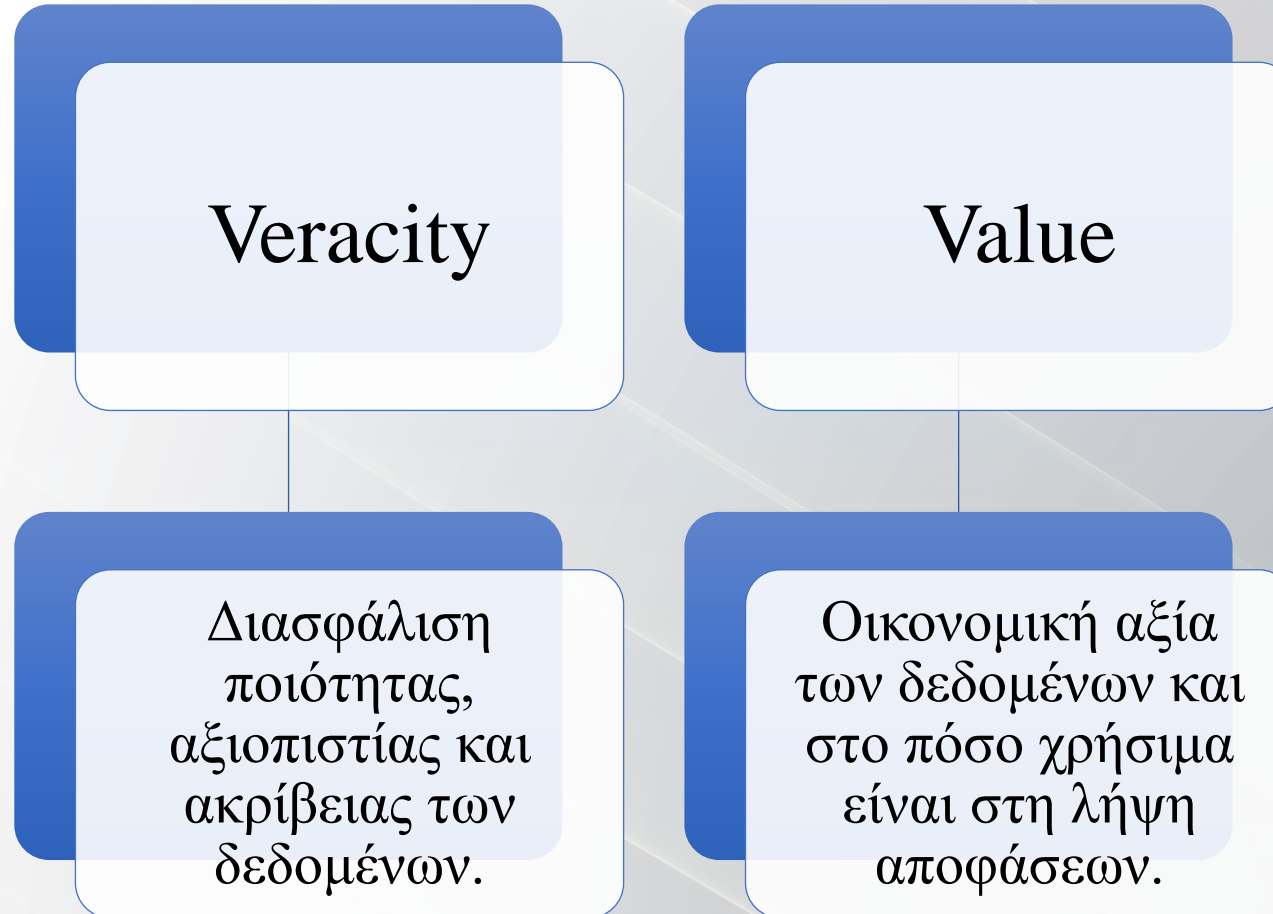 Veracity
Διασφάλιση
ποιότητας,
αξιοπιστίας και
ακρίβειας των
δεδομένων.
Value
Οικονομική αξία
των δεδομένων και
στο πόσο χρήσιμα
είναι στη λήψη
αποφάσεων.